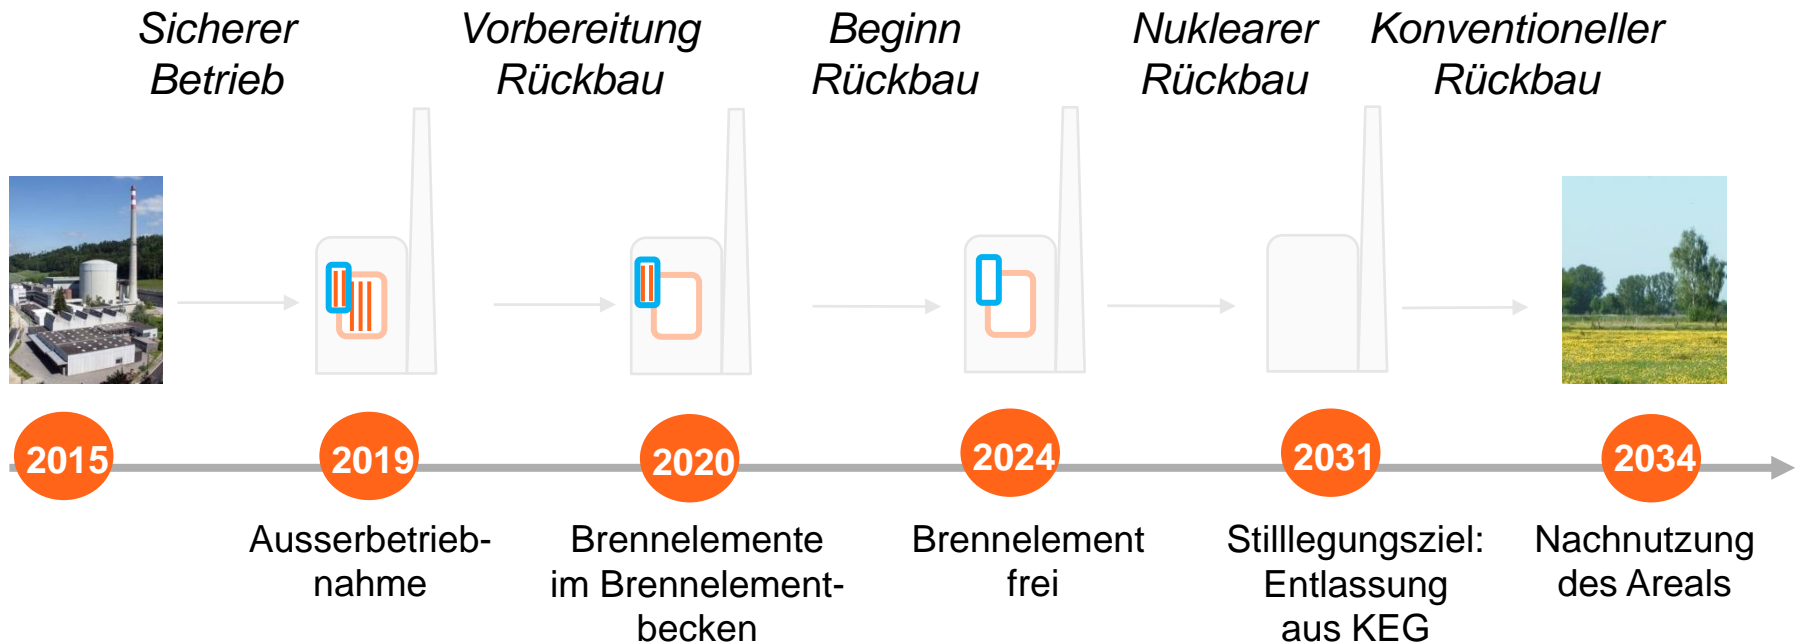 Sicherer
Betrieb
Vorbereitung
Rückbau
Beginn
Rückbau
Nuklearer
Rückbau
Konventioneller
Rückbau
2015
2019
2020
2024
2031
2034
Ausserbetrieb-
nahme
Brennelemente
im Brennelement-
becken
Brennelement
frei
Stilllegungsziel:
Entlassung
aus KEG
Nachnutzung
des Areals